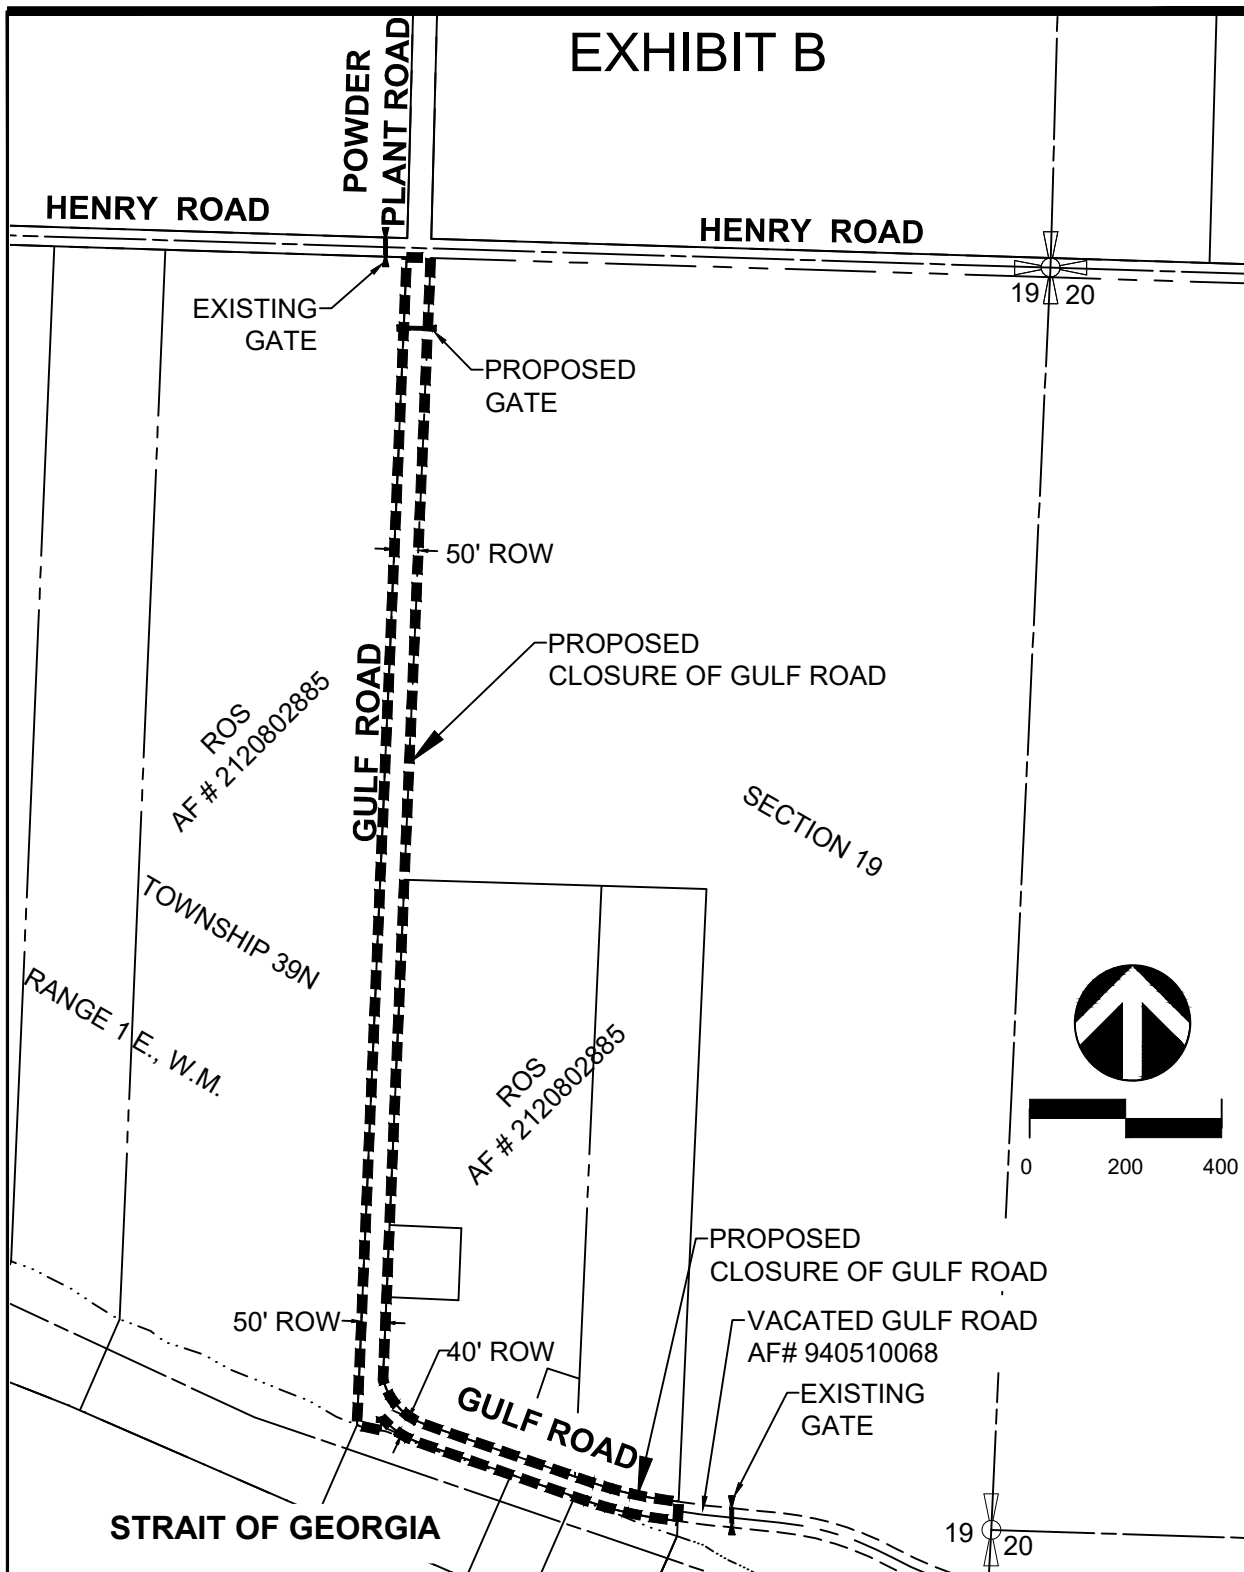 EXHIBIT B
POWDER
PLANT ROAD
HENRY ROAD
HENRY ROAD
19 20
EXISTING
GATE
PROPOSED
GATE
50' ROW
PROPOSED
CLOSURE OF GULF ROAD
GULF ROAD
ROS
AF # 2120802885
SECTION 19
TOWNSHIP 39N
RANGE 1 E., W.M.
ROS
AF # 2120802885
0 200 400
PROPOSED
CLOSURE OF GULF ROAD
50' ROW
VACATED GULF ROAD
AF# 940510068
40' ROW
EXISTING
GATE
GULF ROAD
STRAIT OF GEORGIA
19 20